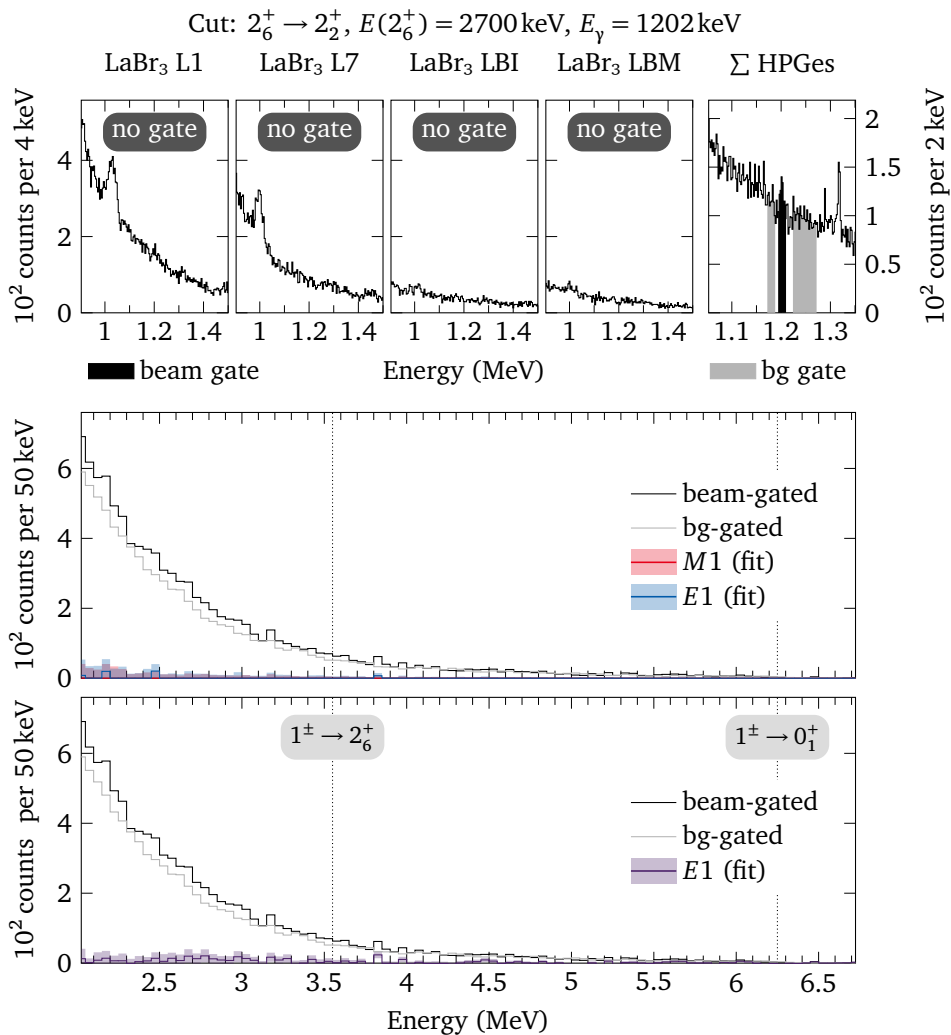 Cut: 2₆⁺ → 2₂⁺, E(2₆⁺) = 2700 keV, Eᵧ = 1202 keV
LaBr₃ L1 LaBr₃ L7 LaBr₃ LBI LaBr₃ LBM ∑ HPGes
no gate no gate no gate no gate
10² counts per 4 keV
0 2 4
0 0.5 1 1.5 2
10² counts per 2 keV
1 1.2 1.4 1 1.2 1.4 1 1.2 1.4 1 1.2 1.4 1.1 1.2 1.3
beam gate Energy (MeV) bg gate
10² counts per 50 keV
6
4
2
0
beam-gated
bg-gated
M1 (fit)
E1 (fit)
10² counts per 50 keV
6
4
2
0
1± → 2₆⁺ 1± → 0₁⁺
beam-gated
bg-gated
E1 (fit)
2.5 3 3.5 4 4.5 5 5.5 6 6.5
Energy (MeV)